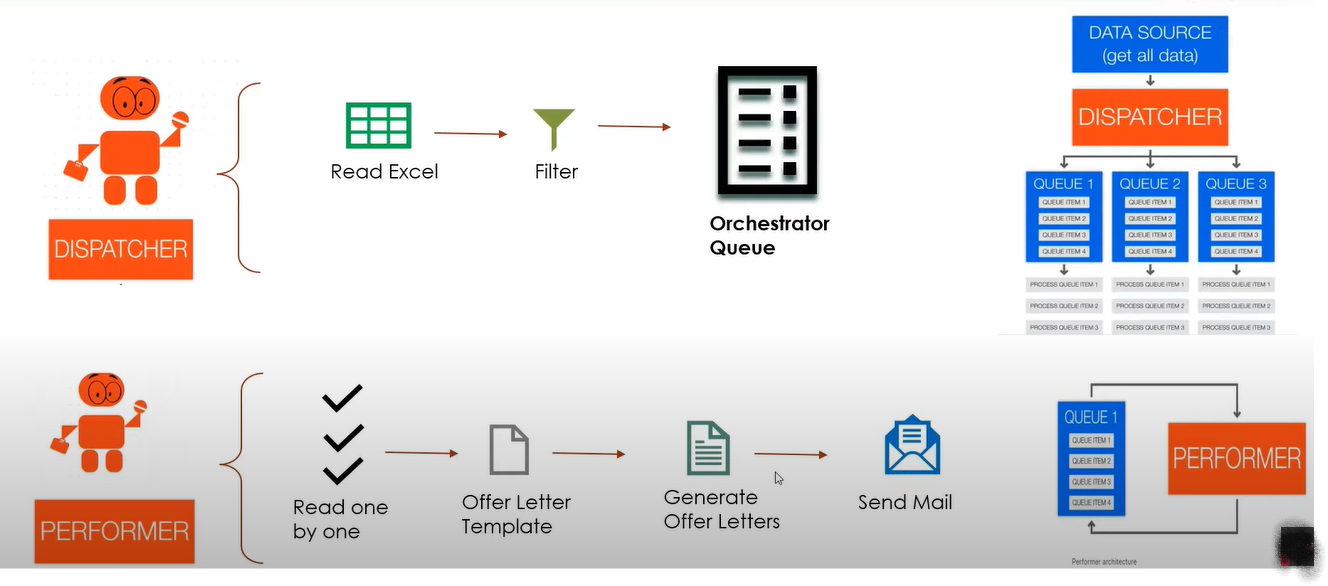 DISPATCHER
Read Excel
Filter
Orchestrator
Queue
DATA SOURCE
(get all data)
DISPATCHER
QUEUE 1
QUEUE ITEM 1
QUEUE ITEM 2
QUEUE ITEM 3
QUEUE ITEM 4
PROCESS QUEUE ITEM 1
PROCESS QUEUE ITEM 2
PROCESS QUEUE ITEM 3
QUEUE 2
QUEUE ITEM 1
QUEUE ITEM 2
QUEUE ITEM 3
QUEUE ITEM 4
PROCESS QUEUE ITEM 1
PROCESS QUEUE ITEM 2
PROCESS QUEUE ITEM 3
QUEUE 3
QUEUE ITEM 1
QUEUE ITEM 2
QUEUE ITEM 3
QUEUE ITEM 4
PROCESS QUEUE ITEM 1
PROCESS QUEUE ITEM 2
PROCESS QUEUE ITEM 3
PERFORMER
Read one
by one
Offer Letter
Template
Generate
Offer Letters
Send Mail
QUEUE 1
QUEUE ITEM 1
QUEUE ITEM 2
QUEUE ITEM 3
QUEUE ITEM 4
PERFORMER
Performer architecture